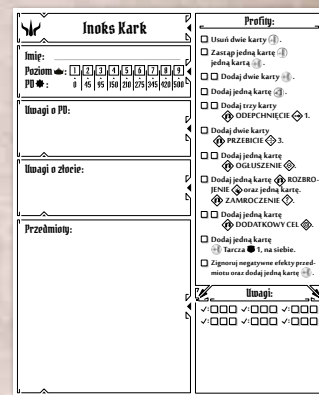 Inoks Kark
Imię:
Poziom : 1 2 3 4 5 6 7 8 9
PD : 0 45 95 150 210 275 345 420 500
Uwagi o PD:
Uwagi o złocie:
Przedmioty:
Profity:
Usuń dwie karty
Zastąp jedną kartę
jedną kartą
Dodaj dwie karty
Dodaj jedną kartę
Dodaj trzy karty
ODEPCHNIĘCIE 1.
Dodaj dwie karty
PRZEBICIE 3.
Dodaj jedną kartę
OGŁUSZENIE
Dodaj jedną kartę ROZBRO-
JENIE oraz jedną kartę.
ZAMROCZENIE
Dodaj jedną kartę
DODATKOWY CEL
Dodaj jedną kartę
Tarcza 1, na siebie.
Zignoruj negatywne efekty przed-
miotu oraz dodaj jedną kartę
Uwagi: